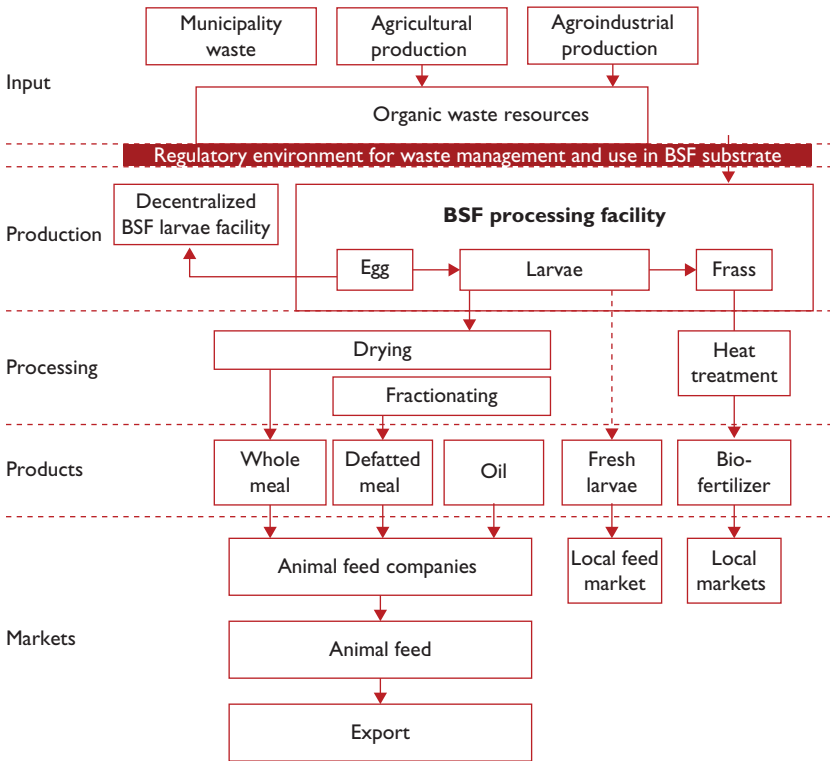 Municipality
waste
Agricultural
production
Agroindustrial
production
Input
Organic waste resources
Regulatory environment for waste management and use in BSF substrate
Decentralized
BSF larvae facility
Production
BSF processing facility
Egg
Larvae
Frass
Drying
Heat
treatment
Processing
Fractionating
Products
Whole
meal
Defatted
meal
Oil
Fresh
larvae
Bio-
fertilizer
Animal feed companies
Local feed
market
Local
markets
Markets
Animal feed
Export